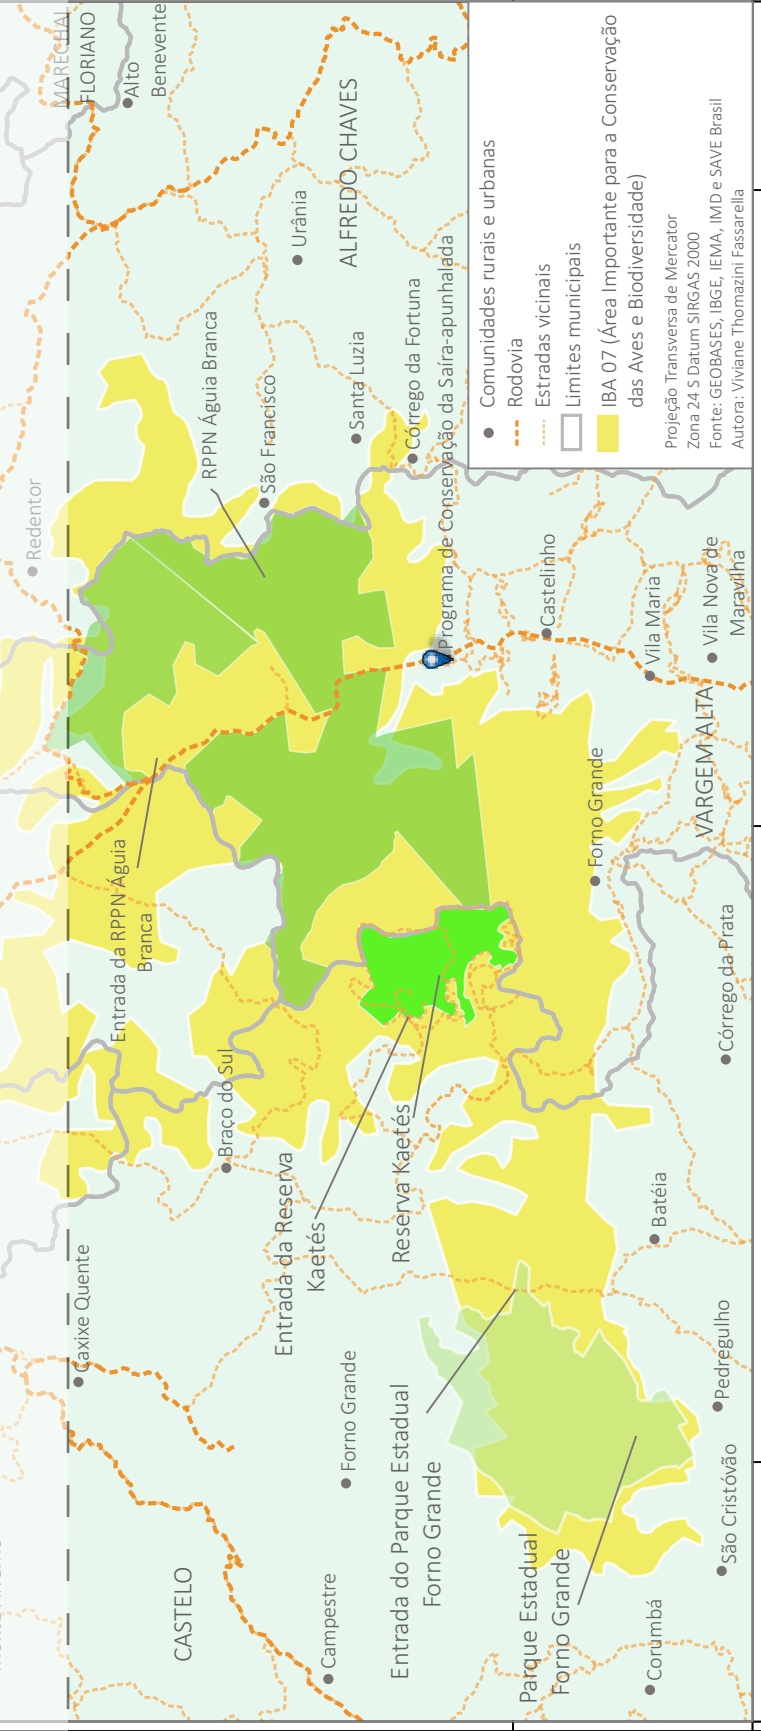 MARECHAL
FLORIANO
Alto
Benevente
Redentor
Urânia
ALFREDO CHAVES
RPPN Águia Branca
São Francisco
Santa Luzia
Córrego da Fortuna
Programa de Conservação da Saíra-apunhalada
Castelinho
Vila Maria
Vila Nova de
Maravilha
VARGEM ALTA
Forno Grande
Entrada da RPPN Águia
Branca
Braço do Sul
Entrada da Reserva
Kaetés
Reserva Kaetés
Córrego da Prata
Batéia
Caxixe Quente
Forno Grande
Entrada do Parque Estadual
Forno Grande
Parque Estadual
Forno Grande
Pedregulho
São Cristóvão
CASTELO
Campestre
Corumbá
Comunidades rurais e urbanas
Rodovia
Estradas vicinais
Limites municipais
IBA 07 (Área Importante para a Conservação
das Aves e Biodiversidade)
Projeção Transversa de Mercator
Zona 24 S Datum SIRGAS 2000
Fonte: GEOBASES, IBGE, IEMA, IMD e SAVE Brasil
Autora: Viviane Thomazini Fassarella